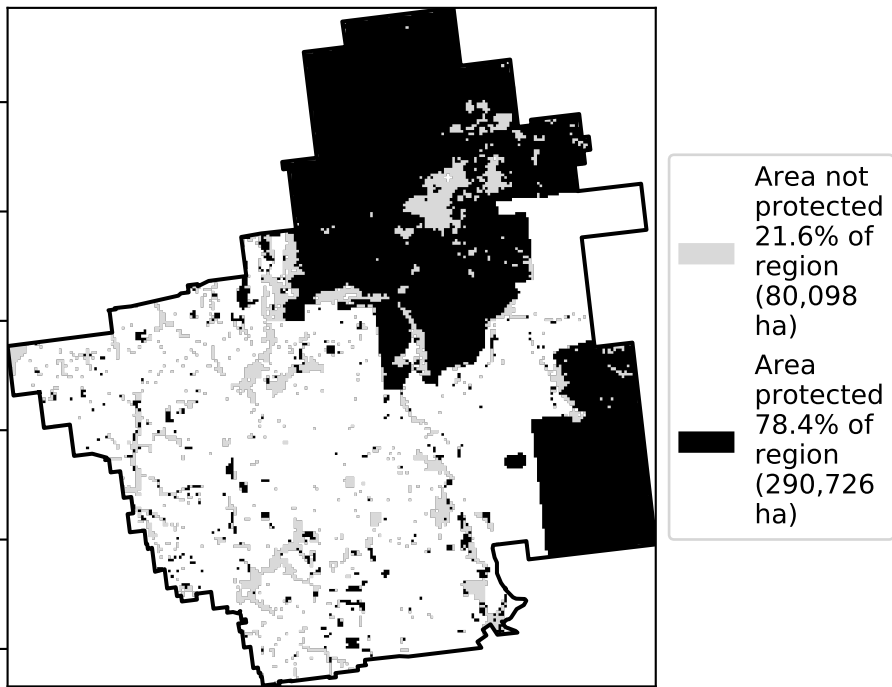 Area not
protected
21.6% of
region
(80,098
ha)
Area
protected
78.4% of
region
(290,726
ha)